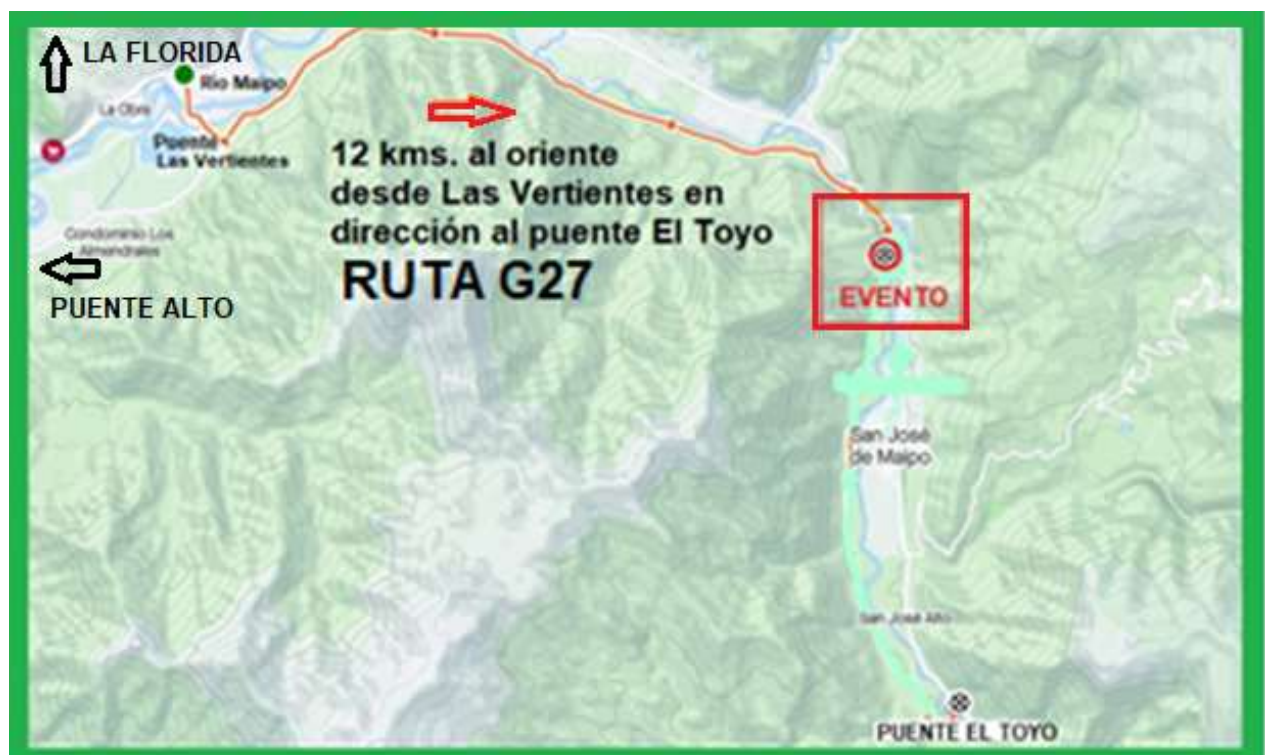 LA FLORIDA
Rio Maipo
La Obra
Puente
Las Vertientes
12 kms. al oriente
desde Las Vertientes en
dirección al puente El Toyo
RUTA G27
Condominio Los
Almendrales
PUENTE ALTO
EVENTO
San José
de Maipo
San José Alto
PUENTE EL TOYO